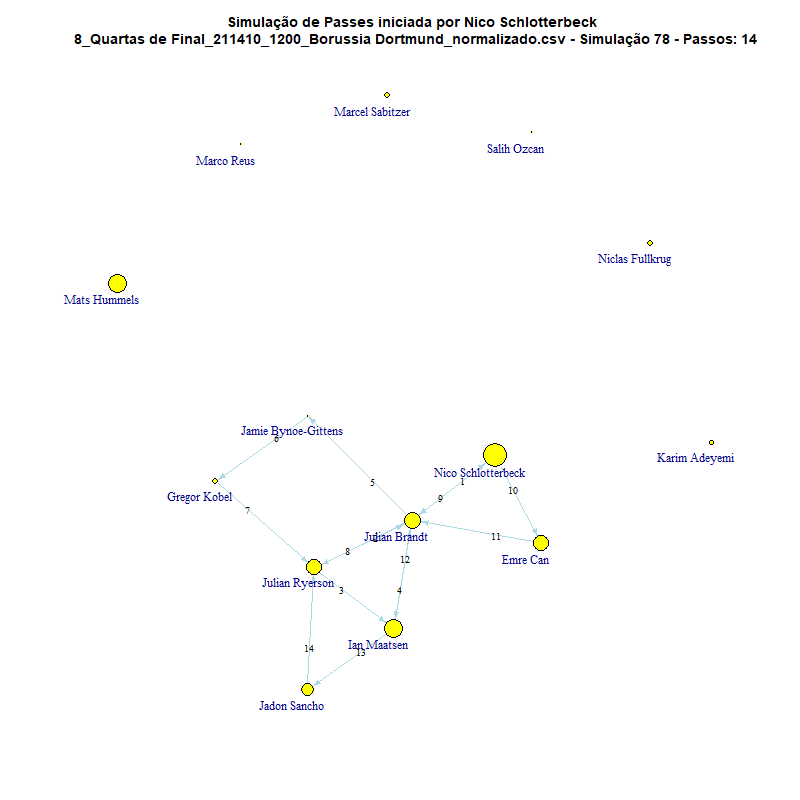 Simulação de Passes iniciada por Nico Schlotterbeck
8_Quartas de Final_211410_1200_Borussia Dortmund_normalizado.csv - Simulação 78 - Passos: 14
Marcel Sabitzer
Salih Ozcan
Marco Reus
Niclas Fullkrug
Mats Hummels
Jamie Bynoe-Gittens
6
Karim Adeyemi
Nico Schlotterbeck
5
1
10
Gregor Kobel
9
7
Julian Brandt
11
8
12
Emre Can
Julian Ryerson
3
4
Ian Maatsen
14
13
Jadon Sancho